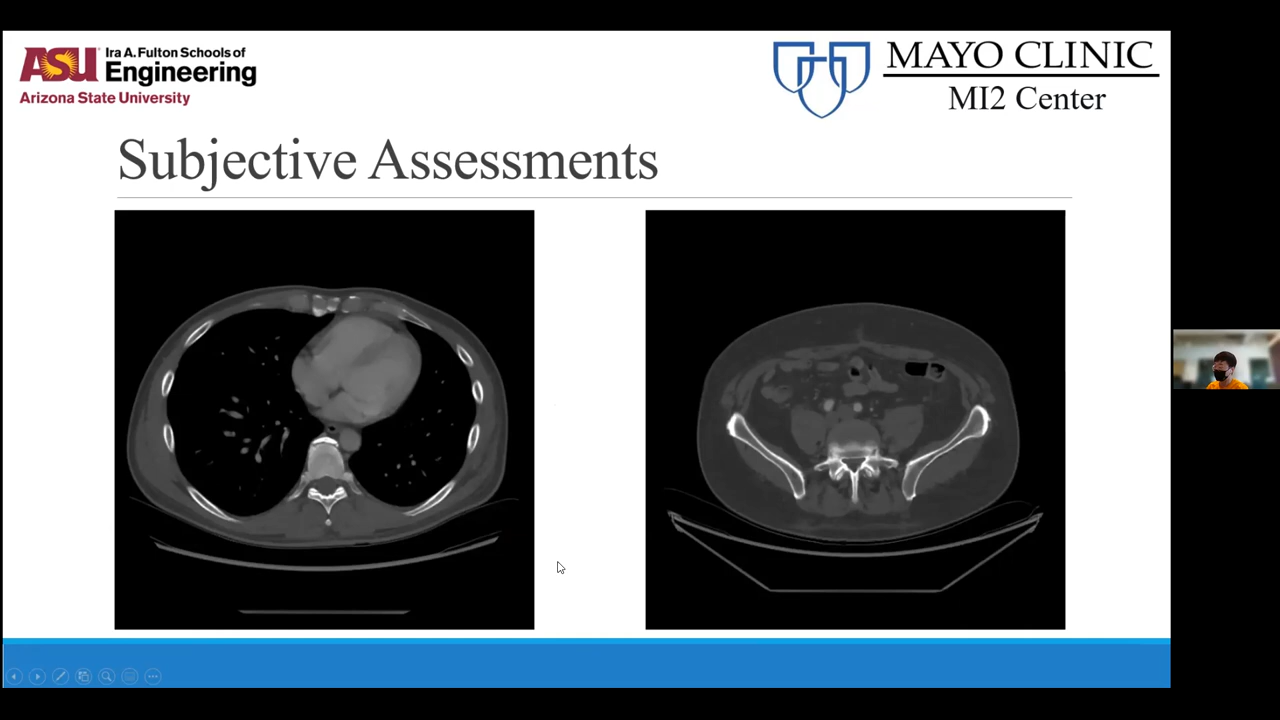 ASU Ira A. Fulton Schools of
Engineering
Arizona State University
MAYO CLINIC
MI2 Center
Subjective Assessments